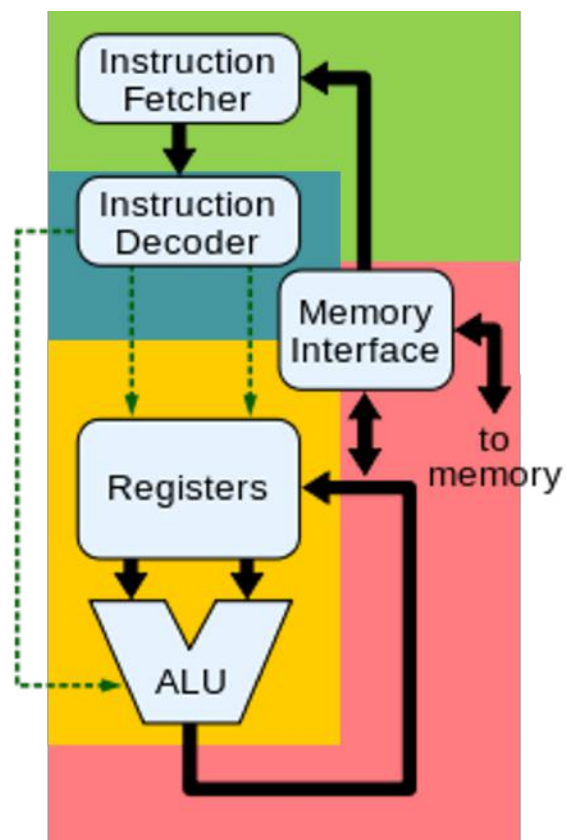 Instruction
Fetcher
Instruction
Decoder
Memory
Interface
to
memory
Registers
ALU